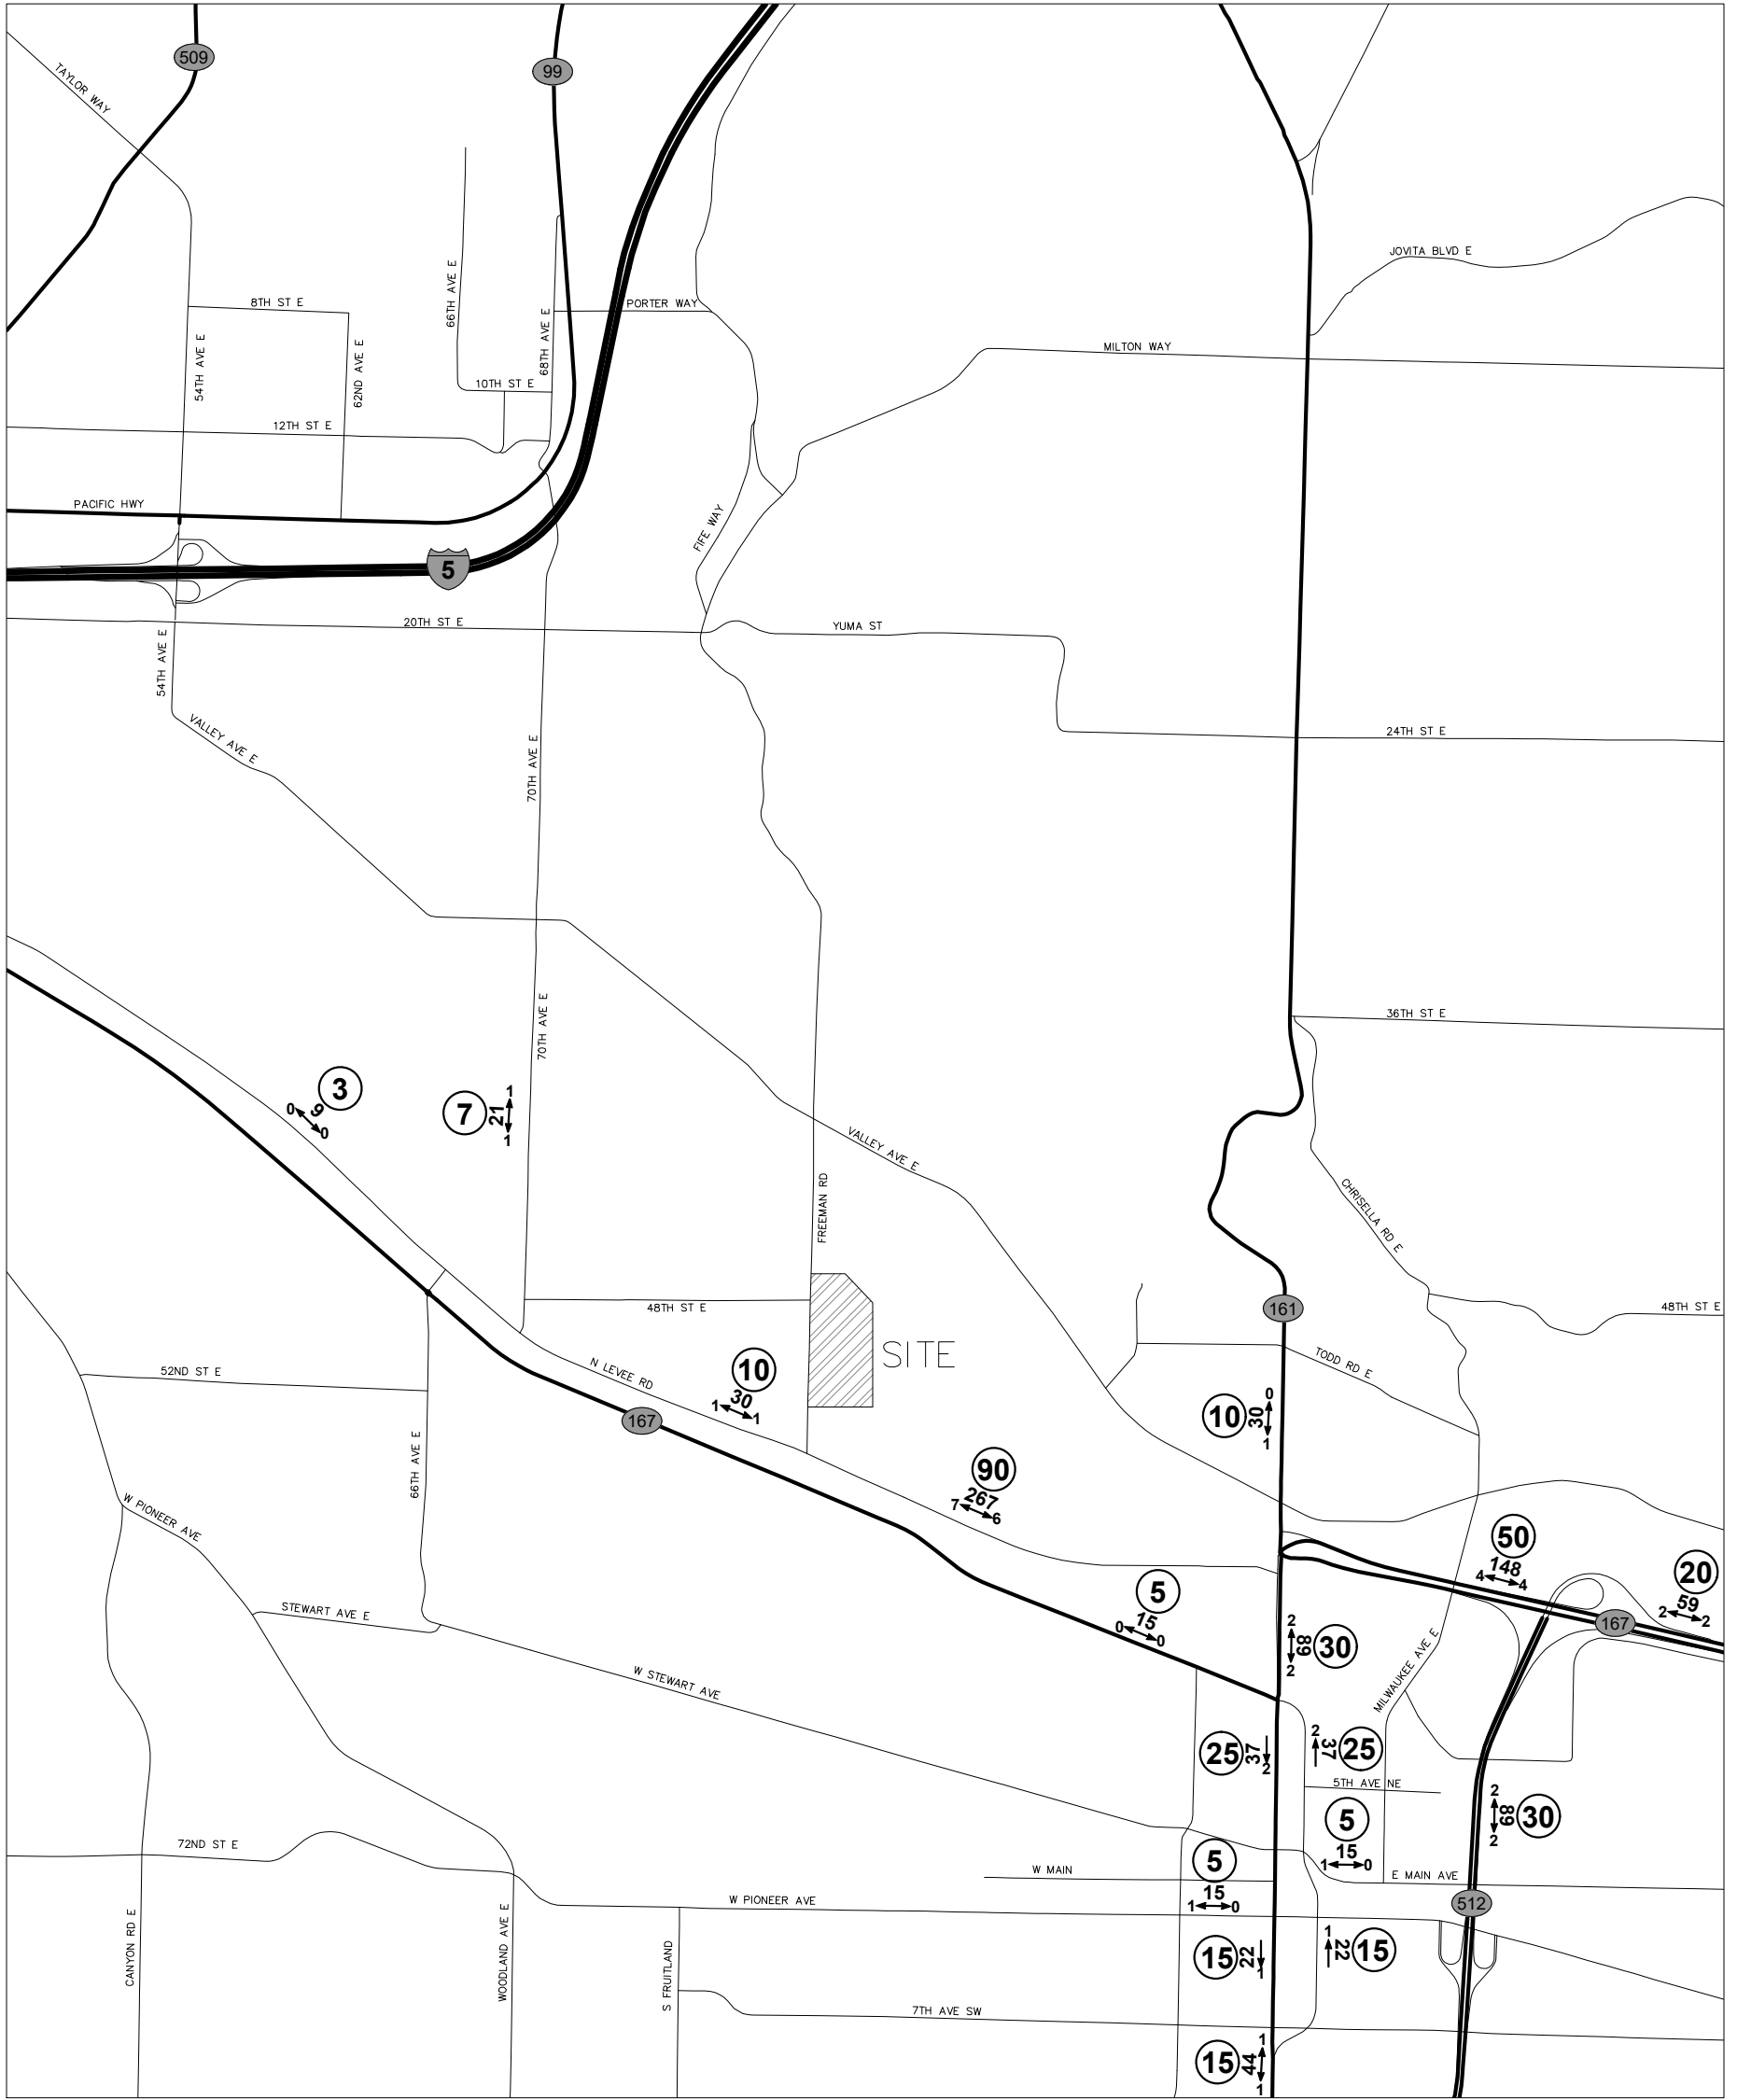 509
99
TAYLOR WAY
JOVITA BLVD E
66TH AVE E
8TH ST E
PORTER WAY
68TH AVE E
54TH AVE E
62ND AVE E
MILTON WAY
10TH ST E
12TH ST E
PACIFIC HWY
FIFE WAY
5
20TH ST E
YUMA ST
54TH AVE E
VALLEY AVE E
24TH ST E
70TH AVE E
70TH AVE E
36TH ST E
3
0 9 0
7
1 21 1
VALLEY AVE E
FREEMAN RD
CHRISELLA RD E
48TH ST E
161
48TH ST E
SITE
TODD RD E
52ND ST E
N LEVEE RD
10
1 30 1
10
0 30 1
167
66TH AVE E
90
7 267 6
W PIONEER AVE
50
4 148 4
20
2 59 2
5
0 15 0
STEWART AVE E
167
2 89 2
30
MILWAUKEE AVE E
W STEWART AVE
25
37 2
2 37
25
5TH AVE NE
2 89 2
30
5
1 15 0
72ND ST E
5
1 15 0
W MAIN
E MAIN AVE
W PIONEER AVE
512
CANYON RD E
WOODLAND AVE E
S FRUITLAND
15
22 1
1 22
15
7TH AVE SW
15
1 44 1